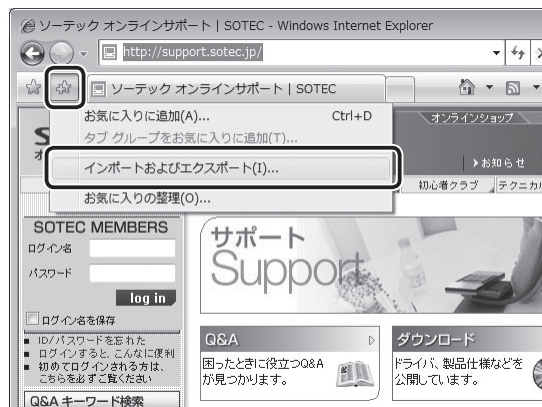 ソーテック オンラインサポート | SOTEC - Windows Internet Explorer
http://support.sotec.jp/
ソーテック オンラインサポート | SOTEC
お気に入りに追加(A)... Ctrl+D
タブ グループをお気に入りに追加(T)...
インポートおよびエクスポート(I)...
お気に入りの整理(O)...
オンラインショップ
お知らせ
初心者クラブ
SOTEC MEMBERS
ログイン名
パスワード
log in
ログイン名を保存
ID/パスワードを忘れた
ログインすると、こんなに便利
初めてログインされる方は、
こちらを必ずご覧ください
Q&A キーワード検索
サポート
Support
Q&A
困ったときに役立つQ&A
が見つかります。
ダウンロード
ドライバ、製品仕様などを
公開しています。